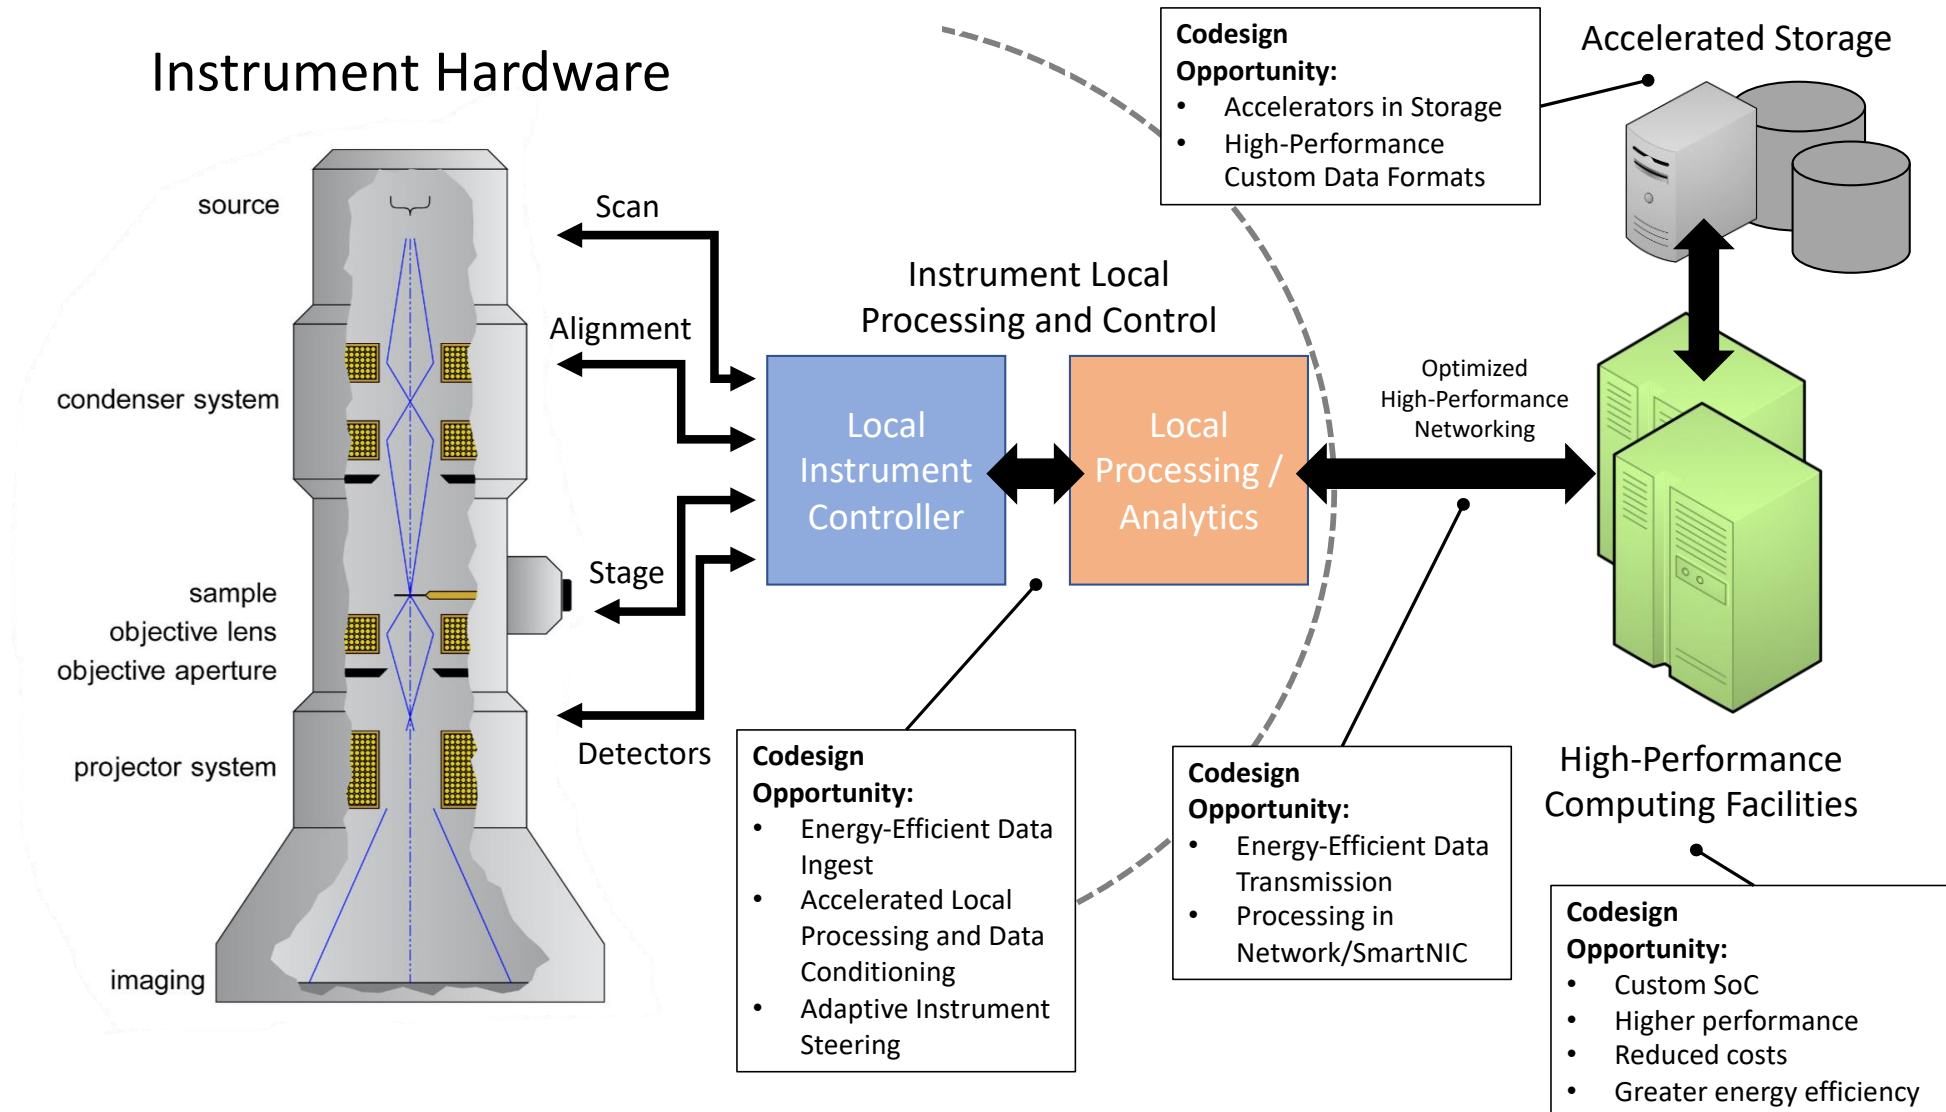 Instrument Hardware
source
condenser system
sample
objective lens
objective aperture
projector system
imaging
Scan
Alignment
Stage
Detectors
Instrument Local
Processing and Control
Local
Instrument
Controller
Local
Processing /
Analytics
Optimized
High-Performance
Networking
Codesign
Opportunity:
• Accelerators in Storage
• High-Performance
Custom Data Formats
Accelerated Storage
High-Performance
Computing Facilities
Codesign
Opportunity:
• Energy-Efficient Data
Ingest
• Accelerated Local
Processing and Data
Conditioning
• Adaptive Instrument
Steering
Codesign
Opportunity:
• Energy-Efficient Data
Transmission
• Processing in
Network/SmartNIC
Codesign
Opportunity:
• Custom SoC
• Higher performance
• Reduced costs
• Greater energy efficiency